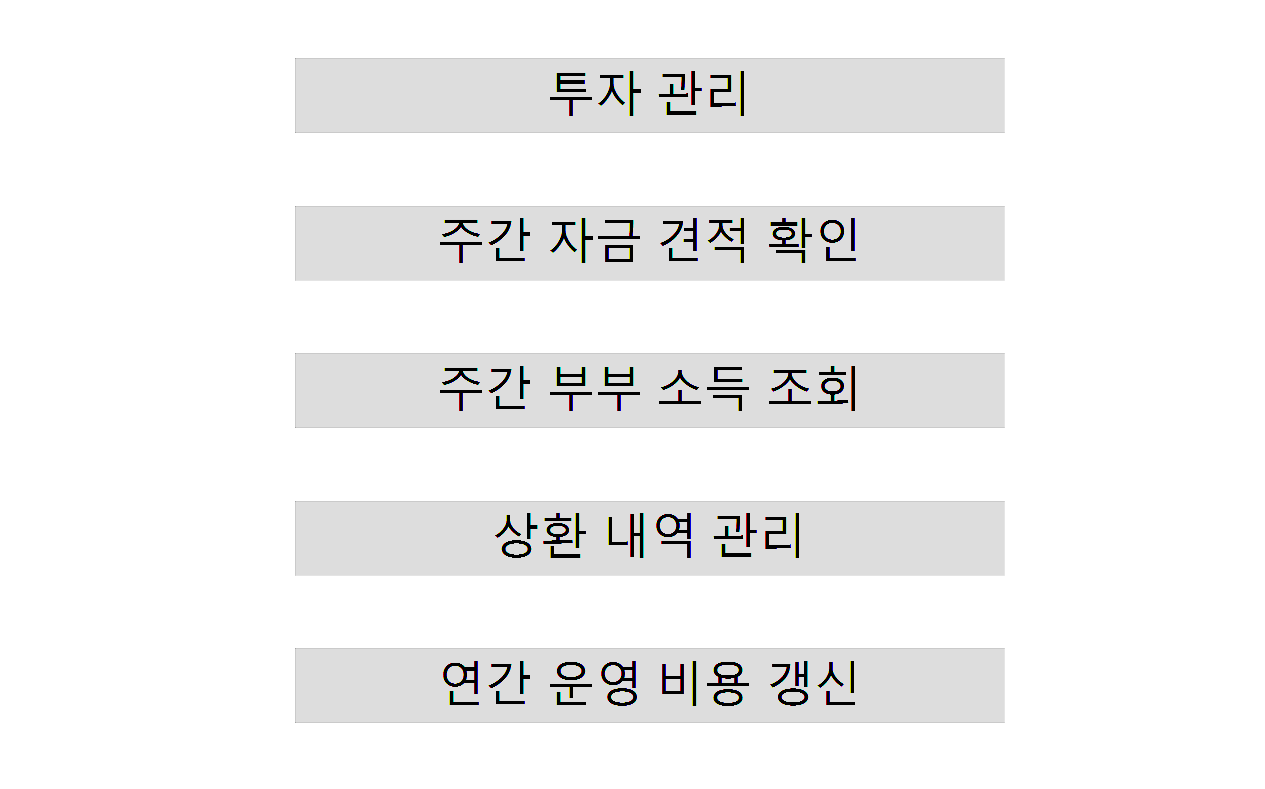 투자 관리
주간 자금 견적 확인
주간 부부 소득 조회
상환 내역 관리
연간 운영 비용 갱신